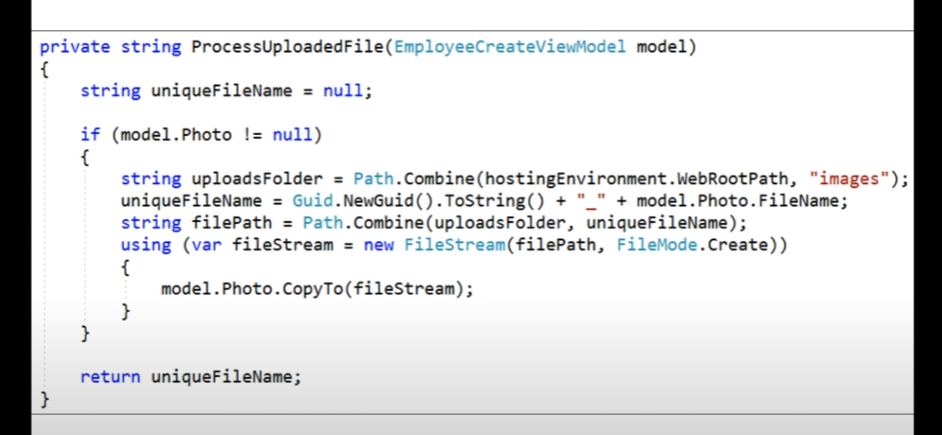 private string ProcessUploadedFile(EmployeeCreateViewModel model)
{
    string uniqueFileName = null;
    if (model.Photo != null)
    {
        string uploadsFolder = Path.Combine(hostingEnvironment.WebRootPath, "images");
        uniqueFileName = Guid.NewGuid().ToString() + "_" + model.Photo.FileName;
        string filePath = Path.Combine(uploadsFolder, uniqueFileName);
        using (var fileStream = new FileStream(filePath, FileMode.Create))
        {
            model.Photo.CopyTo(fileStream);
        }
    }
    return uniqueFileName;
}